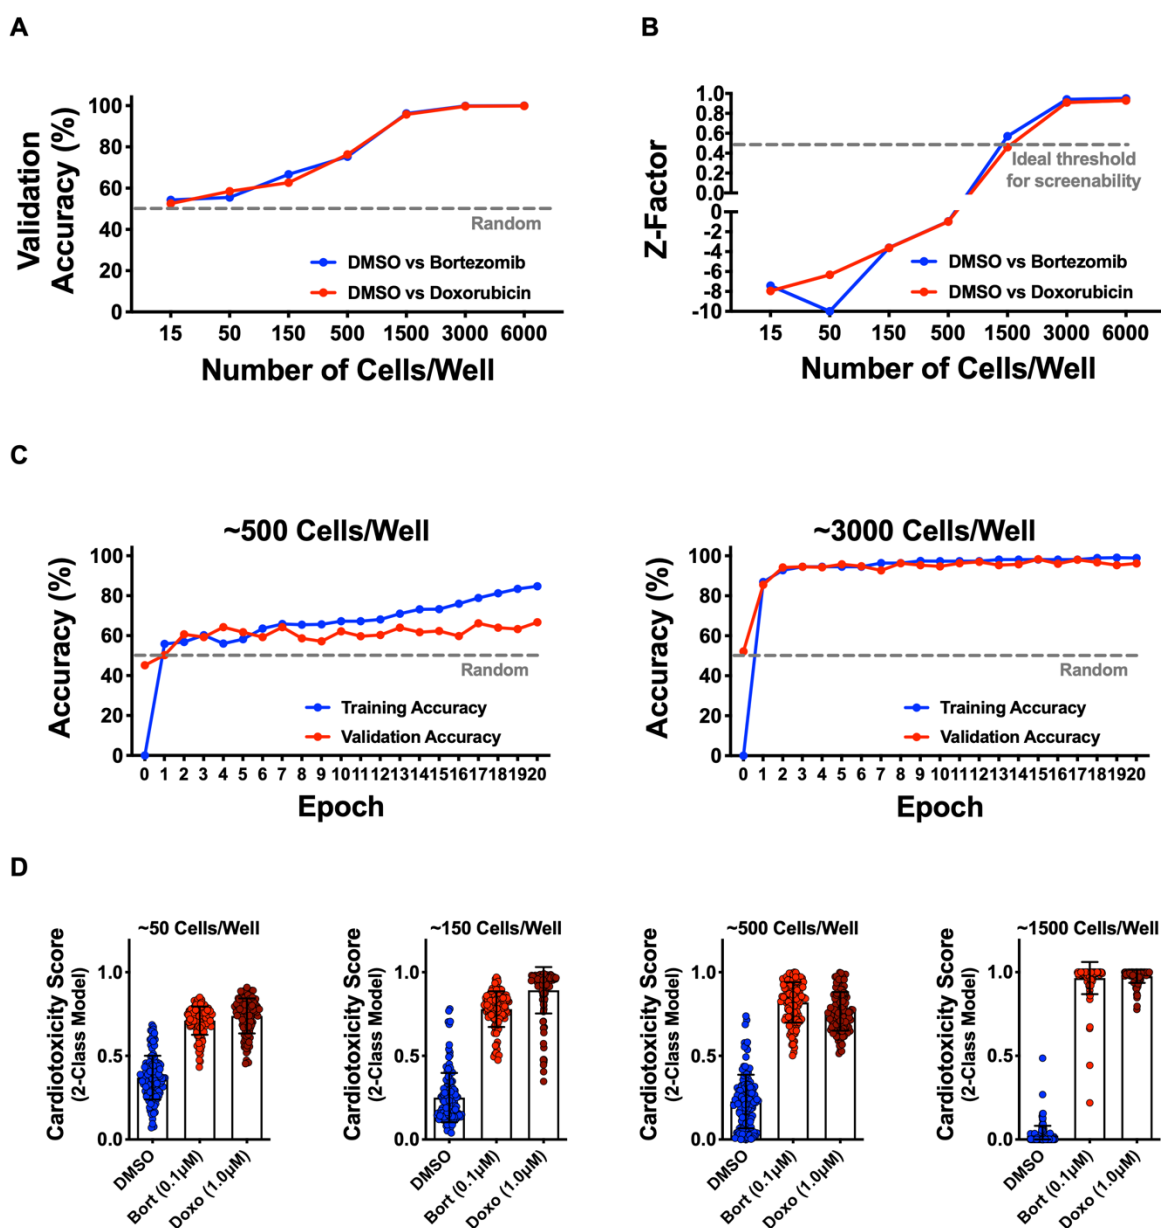 A
B
Validation
Accuracy (%)
100
80
60
40
20
0
Random
DMSO vs Bortezomib
DMSO vs Doxorubicin
15 50 150 500 1500 3000 6000
Number of Cells/Well
Z-Factor
1.0
0.8
0.6
0.4
0.2
0.0
0
-2
-4
-6
-8
-10
Ideal threshold
for screenability
DMSO vs Bortezomib
DMSO vs Doxorubicin
15 50 150 500 1500 3000 6000
Number of Cells/Well
C
~500 Cells/Well
Accuracy (%)
100
80
60
40
20
0
Random
Training Accuracy
Validation Accuracy
0 1 2 3 4 5 6 7 8 9 10 11 12 13 14 15 16 17 18 19 20
Epoch
~3000 Cells/Well
Accuracy (%)
100
80
60
40
20
0
Random
Training Accuracy
Validation Accuracy
0 1 2 3 4 5 6 7 8 9 10 11 12 13 14 15 16 17 18 19 20
Epoch
D
~50 Cells/Well
Cardiotoxicity Score
(2-Class Model)
1.0
0.5
0.0
DMSO
Bort (0.1µM)
Doxo (1.0µM)
~150 Cells/Well
Cardiotoxicity Score
(2-Class Model)
1.0
0.5
0.0
DMSO
Bort (0.1µM)
Doxo (1.0µM)
~500 Cells/Well
Cardiotoxicity Score
(2-Class Model)
1.0
0.5
0.0
DMSO
Bort (0.1µM)
Doxo (1.0µM)
~1500 Cells/Well
Cardiotoxicity Score
(2-Class Model)
1.0
0.5
0.0
DMSO
Bort (0.1µM)
Doxo (1.0µM)